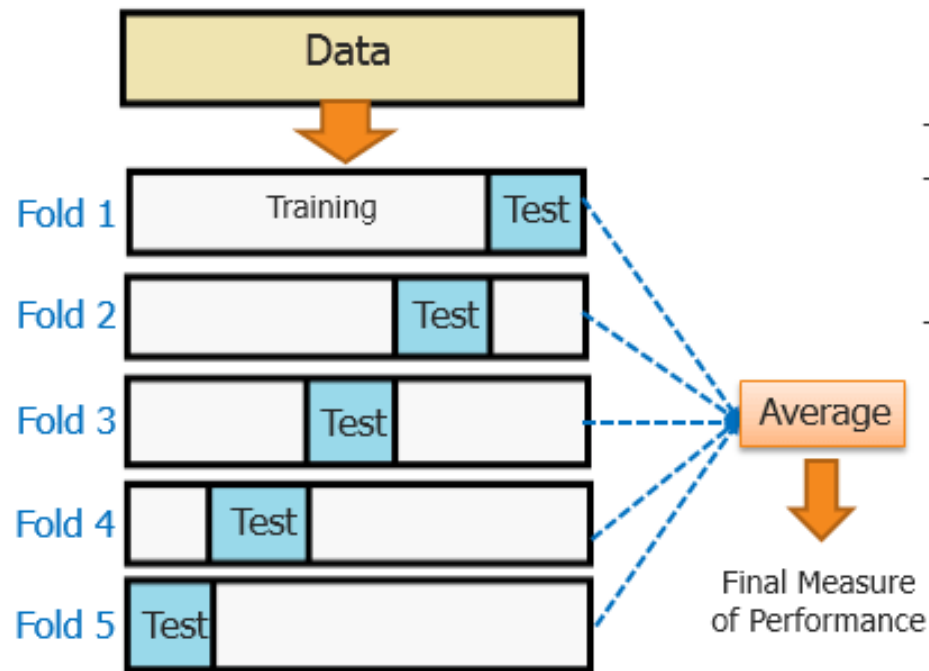 Data
Fold 1
Training
Test
Fold 2
Test
Fold 3
Test
Fold 4
Test
Fold 5
Test
Average
Final Measure
of Performance